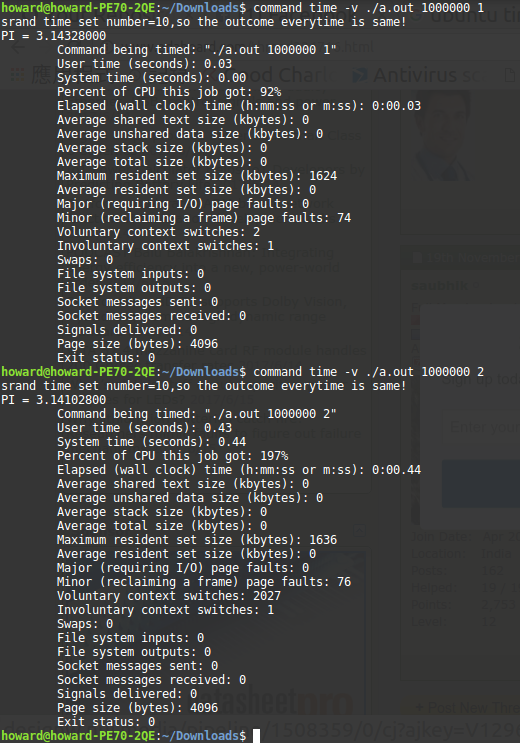 howard@howard-PE70-2QE:~/Downloads$ command time -v ./a.out 1000000 1
srand time set number=10,so the outcome everytime is same!
PI = 3.14328000
Command being timed: "./a.out 1000000 1"
User time (seconds): 0.03
System time (seconds): 0.00
Percent of CPU this job got: 92%
Elapsed (wall clock) time (h:mm:ss or m:ss): 0:00.03
Average shared text size (kbytes): 0
Average unshared data size (kbytes): 0
Average stack size (kbytes): 0
Average total size (kbytes): 0
Maximum resident set size (kbytes): 1624
Average resident set size (kbytes): 0
Major (requiring I/O) page faults: 0
Minor (reclaiming a frame) page faults: 74
Voluntary context switches: 2
Involuntary context switches: 1
Swaps: 0
File system inputs: 0
File system outputs: 0
Socket messages sent: 0
Socket messages received: 0
Signals delivered: 0
Page size (bytes): 4096
Exit status: 0
howard@howard-PE70-2QE:~/Downloads$ command time -v ./a.out 1000000 2
srand time set number=10,so the outcome everytime is same!
PI = 3.14102800
Command being timed: "./a.out 1000000 2"
User time (seconds): 0.43
System time (seconds): 0.44
Percent of CPU this job got: 197%
Elapsed (wall clock) time (h:mm:ss or m:ss): 0:00.44
Average shared text size (kbytes): 0
Average unshared data size (kbytes): 0
Average stack size (kbytes): 0
Average total size (kbytes): 0
Maximum resident set size (kbytes): 1636
Average resident set size (kbytes): 0
Major (requiring I/O) page faults: 0
Minor (reclaiming a frame) page faults: 76
Voluntary context switches: 2027
Involuntary context switches: 1
Swaps: 0
File system inputs: 0
File system outputs: 0
Socket messages sent: 0
Socket messages received: 0
Signals delivered: 0
Page size (bytes): 4096
Exit status: 0
howard@howard-PE70-2QE:~/Downloads$